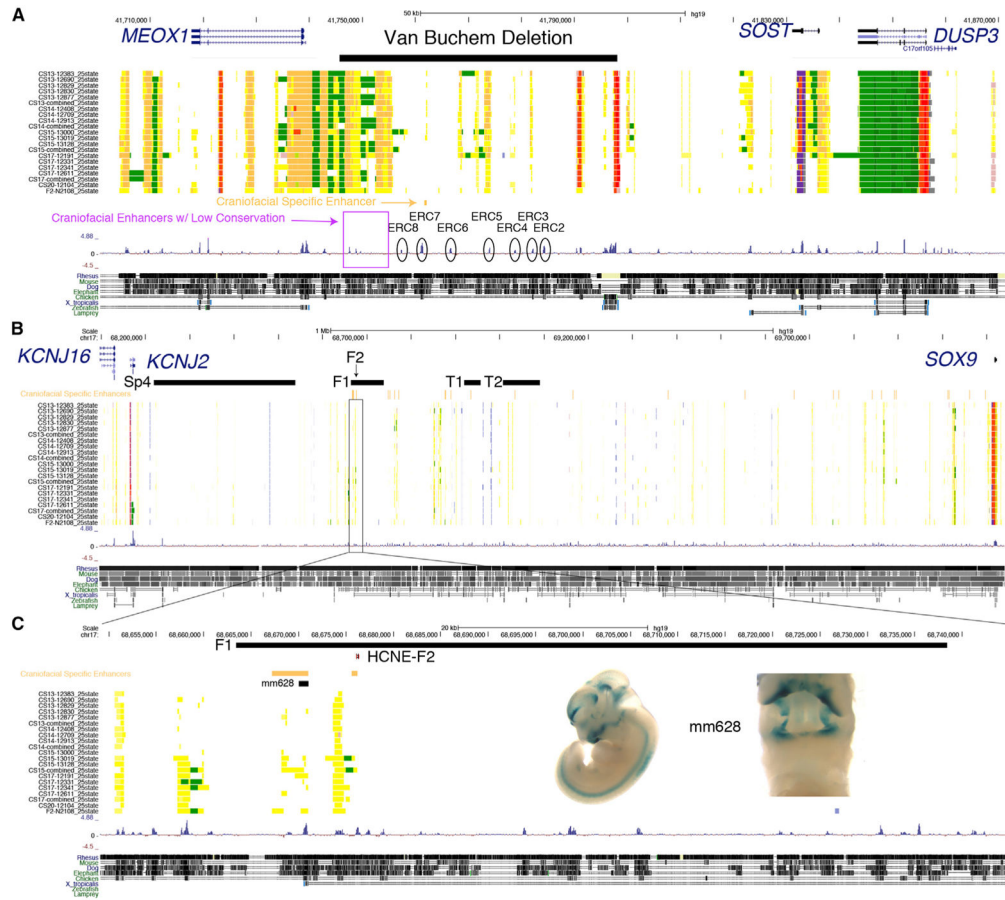 A
50 kb
hg19
41,710,000 41,750,000 41,790,000 41,830,000 41,870,000
MEOX1
Van Buchem Deletion
SOST
DUSP3
C17orf105
CS13-12383_25state
CS13-12690_25state
CS13-12829_25state
CS13-12830_25state
CS13-12877_25state
CS13-combined_25state
CS14-12408_25state
CS14-12709_25state
CS14-12913_25state
CS14-combined_25state
CS15-13000_25state
CS15-13019_25state
CS15-13128_25state
CS15-combined_25state
CS17-12191_25state
CS17-12331_25state
CS17-12341_25state
CS17-12611_25state
CS17-combined_25state
CS20-12104_25state
F2-N2108_25state
Craniofacial Specific Enhancer
Craniofacial Enhancers w/ Low Conservation
ERC8 ERC7 ERC6 ERC5 ERC4 ERC3 ERC2
4.88
0
-4.5
Rhesus
Mouse
Dog
Elephant
Chicken
X_tropicalis
Zebrafish
Lamprey
B
Scale
chr17:
1 Mb
hg19
68,200,000 68,700,000 69,200,000 69,700,000
KCNJ16
KCNJ2
SOX9
F2
Sp4 F1 T1 T2
Craniofacial Specific Enhancers
CS13-12383_25state
CS13-12690_25state
CS13-12829_25state
CS13-12830_25state
CS13-12877_25state
CS13-combined_25state
CS14-12408_25state
CS14-12709_25state
CS14-12913_25state
CS14-combined_25state
CS15-13000_25state
CS15-13019_25state
CS15-13128_25state
CS15-combined_25state
CS17-12191_25state
CS17-12331_25state
CS17-12341_25state
CS17-12611_25state
CS17-combined_25state
CS20-12104_25state
F2-N2108_25state
4.88
0
-4.5
Rhesus
Mouse
Dog
Elephant
Chicken
X_tropicalis
Zebrafish
Lamprey
C
Scale
chr17:
20 kb
hg19
68,655,000 68,660,000 68,665,000 68,670,000 68,675,000 68,680,000 68,685,000 68,690,000 68,695,000 68,700,000 68,705,000 68,710,000 68,715,000 68,720,000 68,725,000 68,730,000 68,735,000 68,740,000
F1
HCNE-F2
Craniofacial Specific Enhancers
mm628
mm628
CS13-12383_25state
CS13-12690_25state
CS13-12829_25state
CS13-12830_25state
CS13-12877_25state
CS13-combined_25state
CS14-12408_25state
CS14-12709_25state
CS14-12913_25state
CS14-combined_25state
CS15-13000_25state
CS15-13019_25state
CS15-13128_25state
CS15-combined_25state
CS17-12191_25state
CS17-12331_25state
CS17-12341_25state
CS17-12611_25state
CS17-combined_25state
CS20-12104_25state
F2-N2108_25state
4.88
0
-4.5
Rhesus
Mouse
Dog
Elephant
Chicken
X_tropicalis
Zebrafish
Lamprey